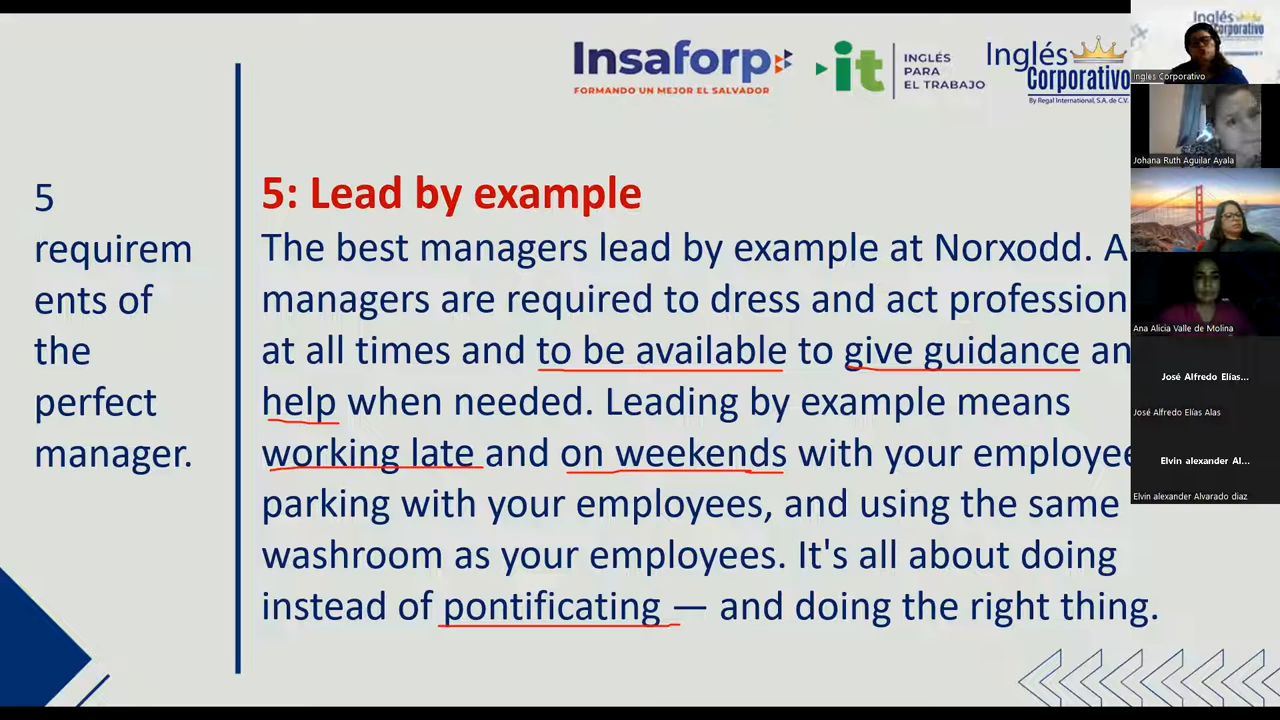 Insaforp
FORMANDO UN MEJOR EL SALVADOR
it
INGLÉS
PARA
EL TRABAJO
Inglés
Corporativo
By Regal International, S.A. de C.V.
5
requirem
ents of
the
perfect
manager.
5: Lead by example
The best managers lead by example at Norxodd. A
managers are required to dress and act profession
at all times and to be available to give guidance an
help when needed. Leading by example means
working late and on weekends with your employee
parking with your employees, and using the same
washroom as your employees. It's all about doing
instead of pontificating — and doing the right thing.
Inglés
Corporativo
Ingles Corporativo
Johana Ruth Aguilar Ayala
Ana Alicia Valle de Molina
José Alfredo Elías...
José Alfredo Elías Alas
Elvin alexander Al...
Elvin alexander Alvarado diaz